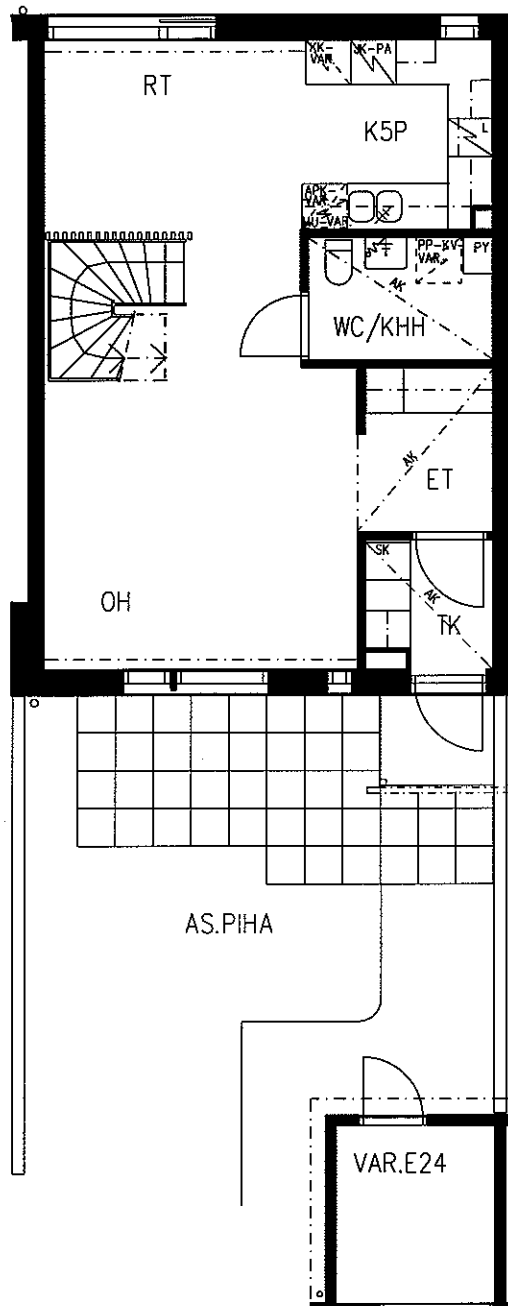 KK-VAR.
JK-PA
RT
K5P
L
APK-VAR.
MU-VAR.
PP-KV-VAR.
PY
AK
WC/KHH
AK
ET
SK
AK
OH
TK
AS.PIHA
VAR.E24